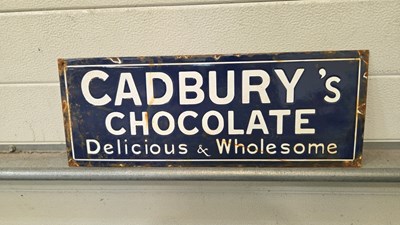 CADBURY's
CHOCOLATE
Delicious & Wholesome